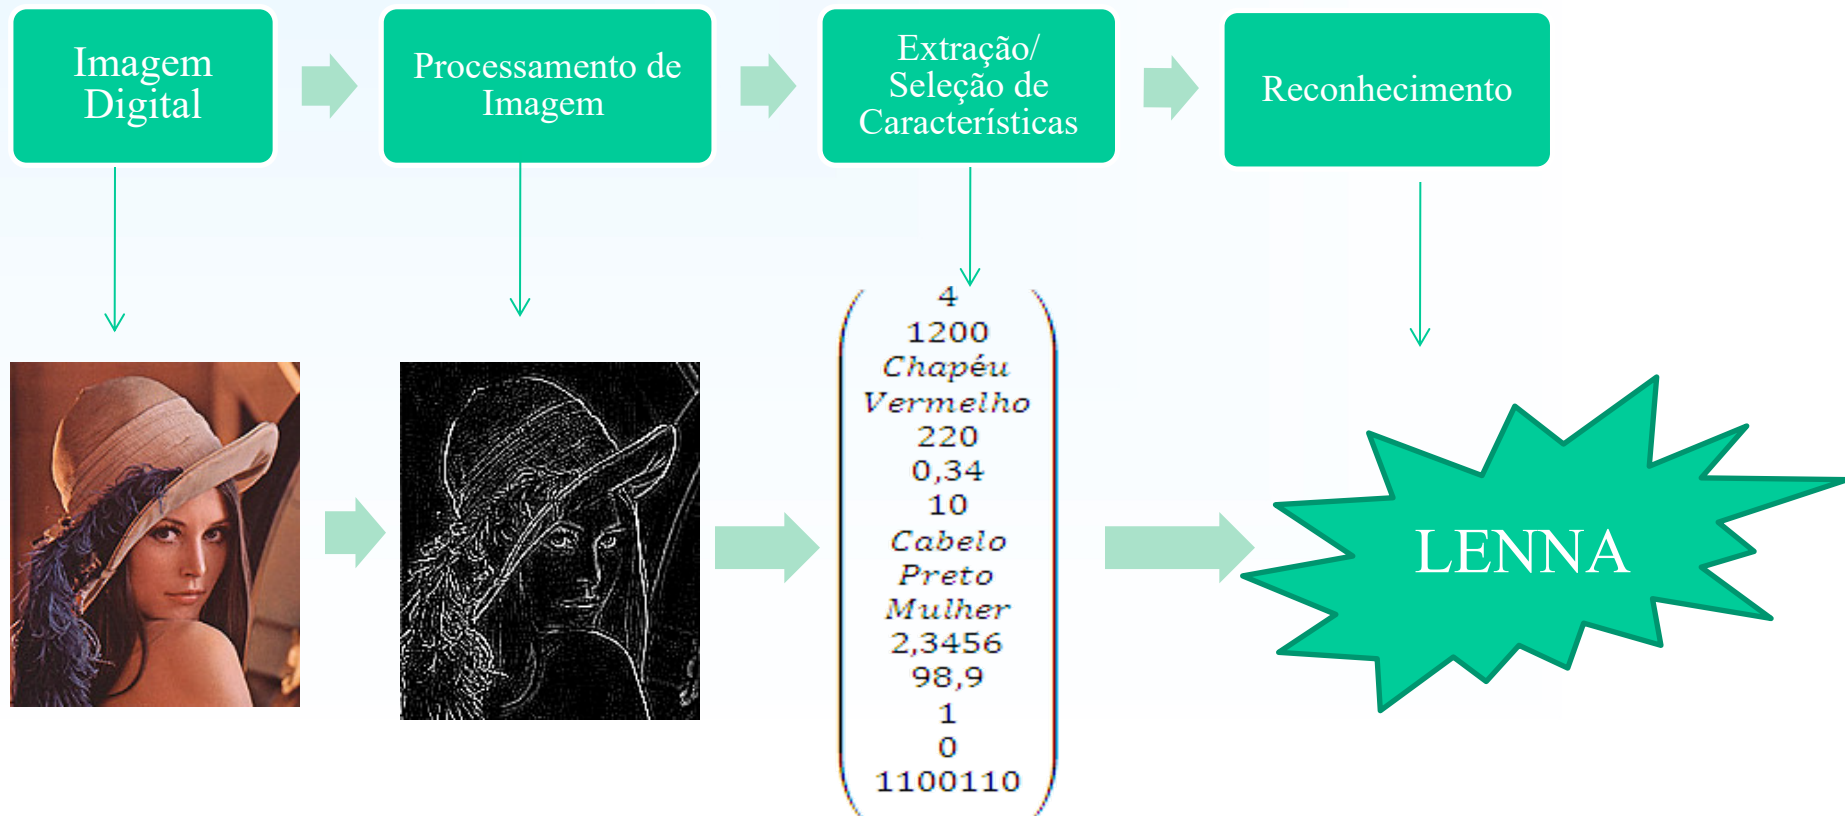 Imagem
Digital
Processamento de
Imagem
Extração/
Seleção de
Características
Reconhecimento
4
1200
Chapéu
Vermelho
220
0,34
10
Cabelo
Preto
Mulher
2,3456
98,9
1
0
1100110
LENNA